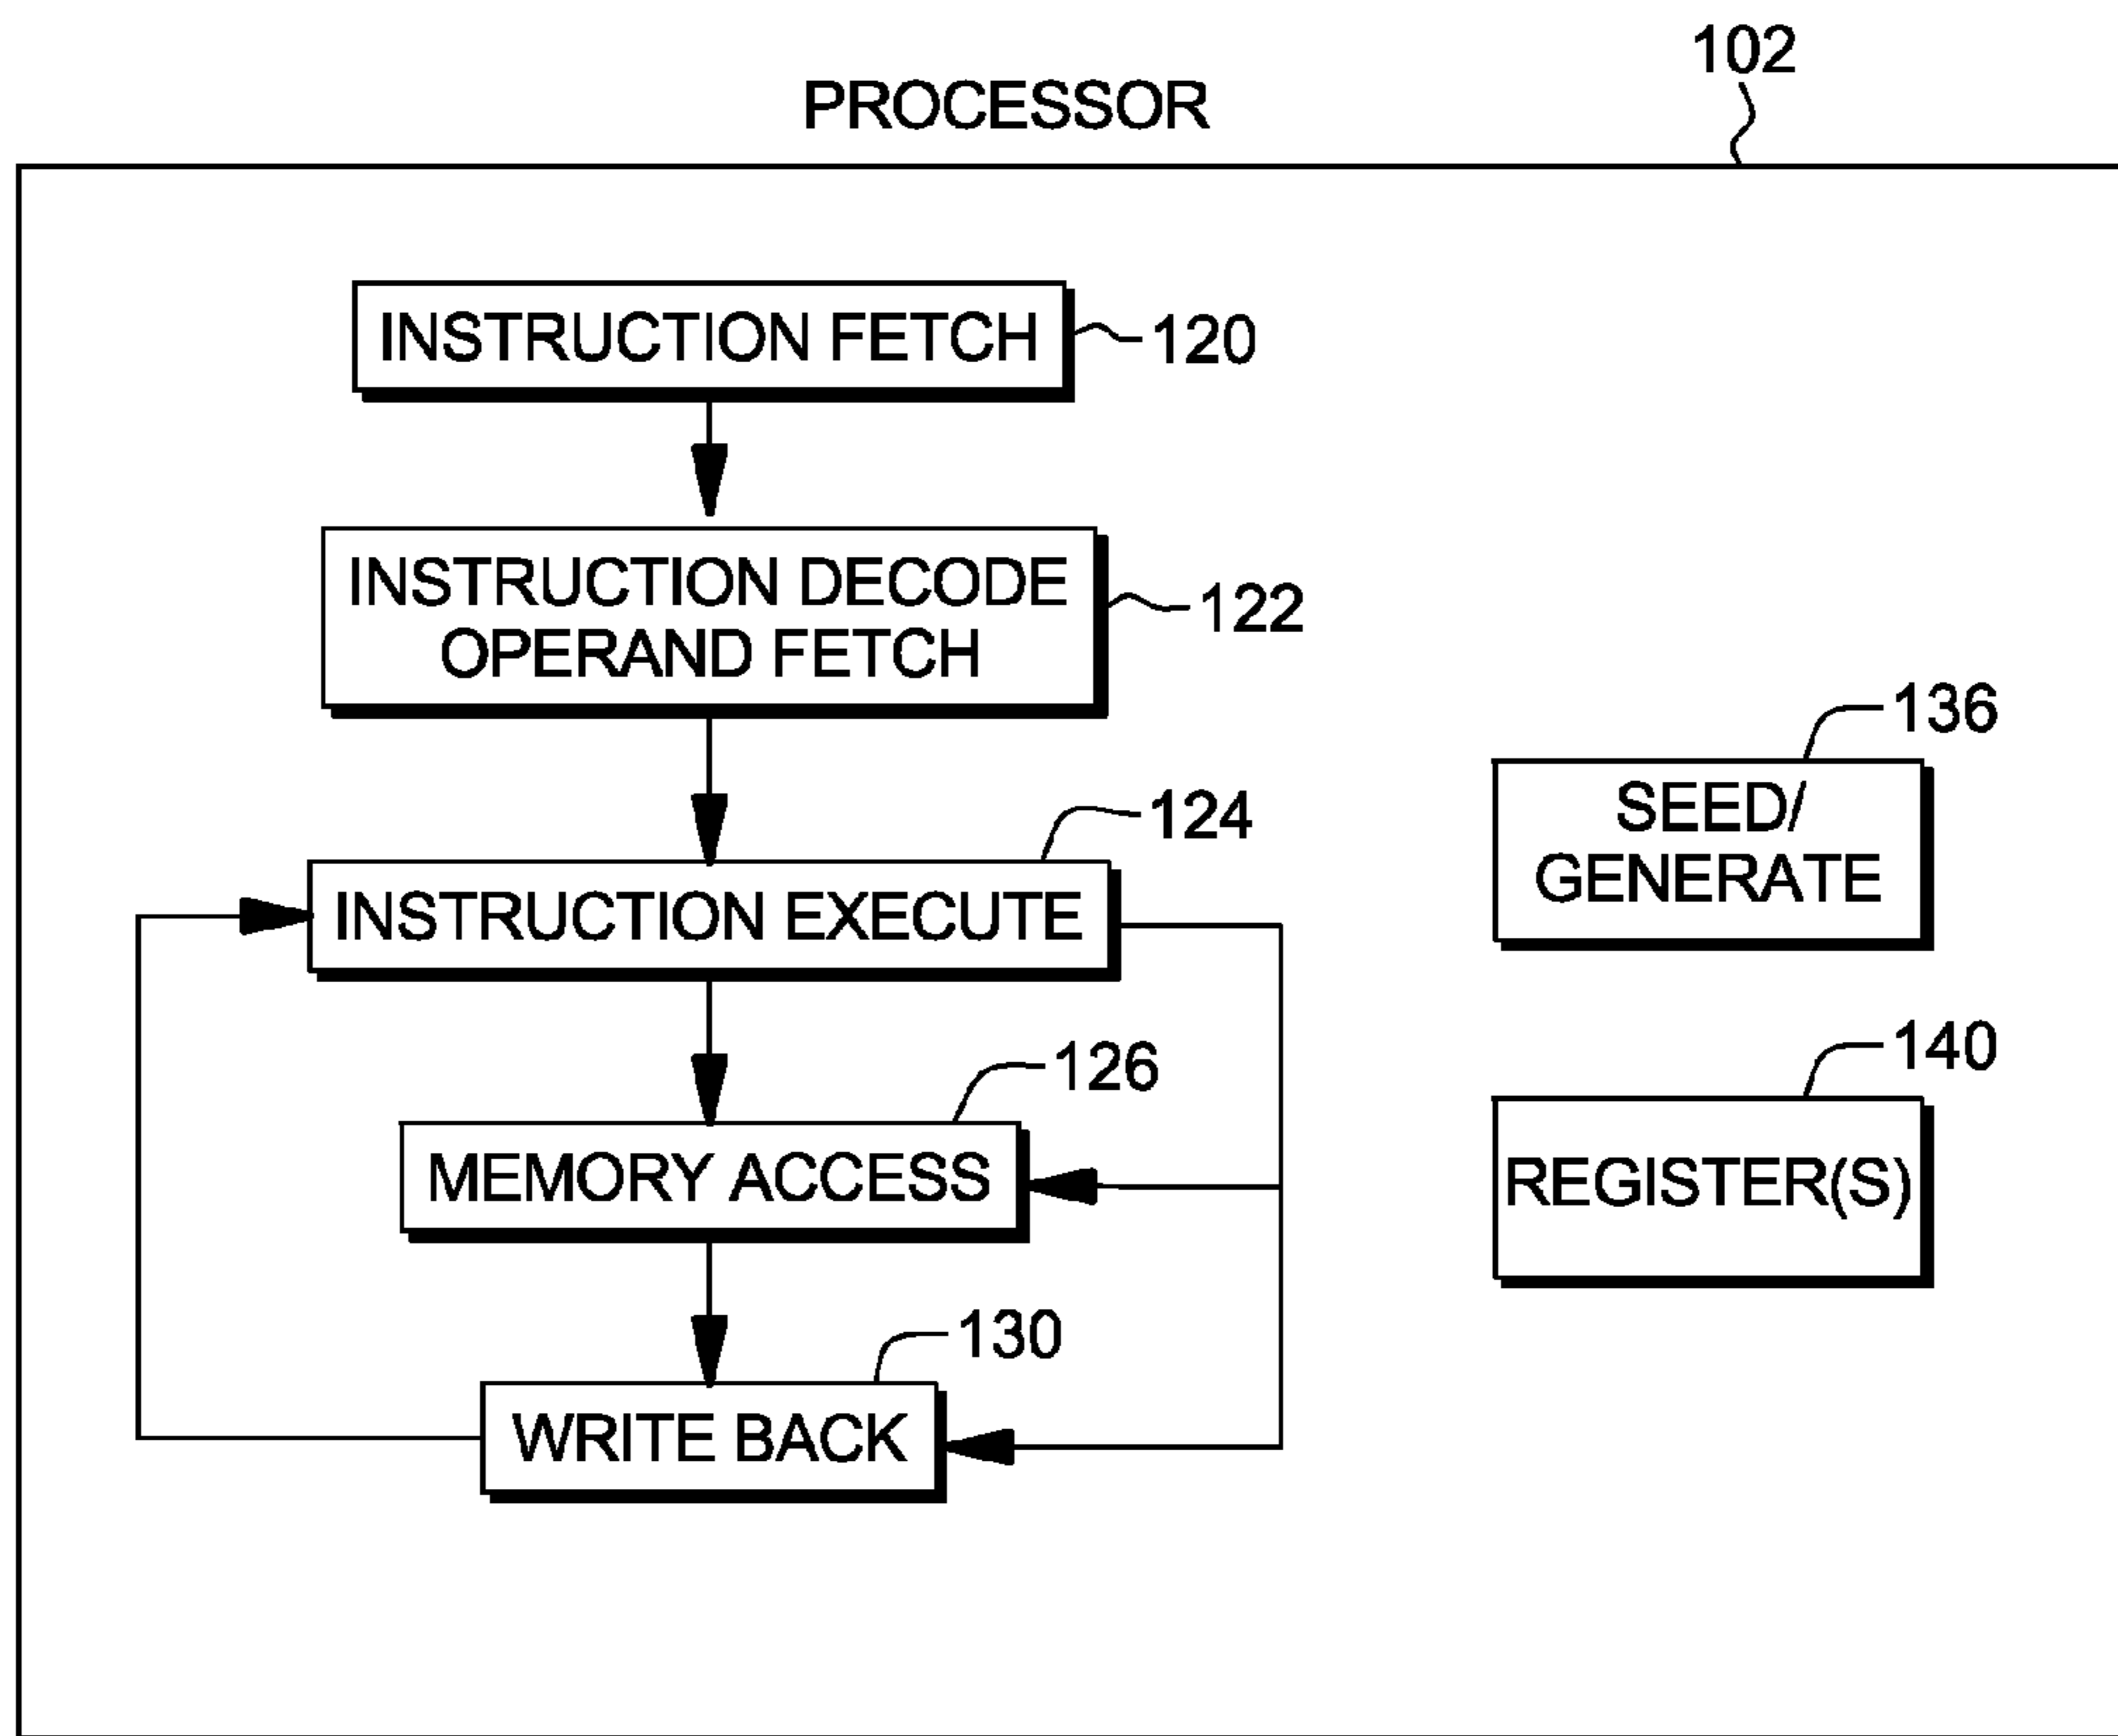 102
PROCESSOR
INSTRUCTION FETCH
120
INSTRUCTION DECODE
OPERAND FETCH
122
136
SEED/
GENERATE
124
INSTRUCTION EXECUTE
140
REGISTER(S)
126
MEMORY ACCESS
130
WRITE BACK